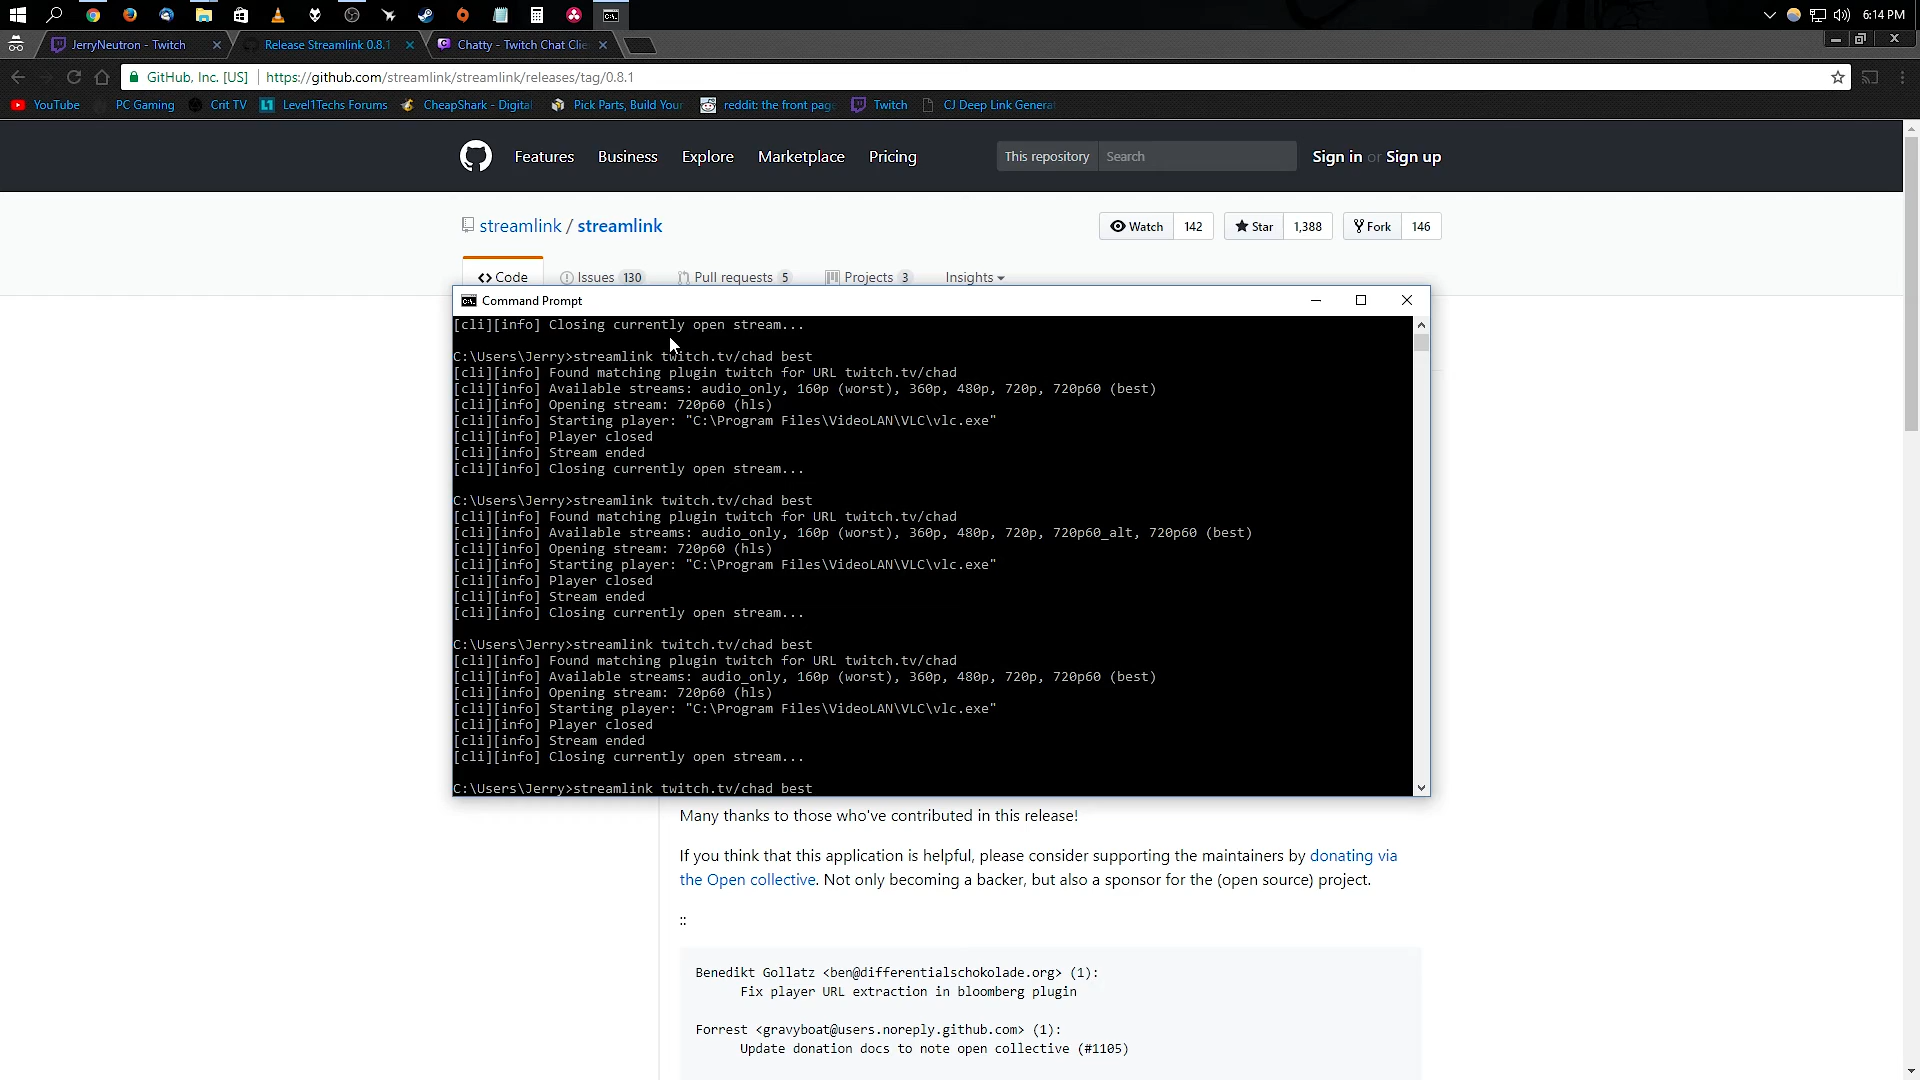 6:14 PM
JerryNeutron - Twitch
Release Streamlink 0.8.1
Chatty - Twitch Chat Clie
GitHub, Inc. [US]
https://github.com/streamlink/streamlink/releases/tag/0.8.1
YouTube
PC Gaming
Crit TV
Level1Techs Forums
CheapShark - Digital
Pick Parts, Build Your
reddit: the front page
Twitch
CJ Deep Link Generat
Features
Business
Explore
Marketplace
Pricing
This repository
Search
Sign in or Sign up
streamlink / streamlink
Watch 142
Star 1,388
Fork 146
Code
Issues 130
Pull requests 5
Projects 3
Insights
Command Prompt
[cli][info] Closing currently open stream...
C:\Users\Jerry>streamlink twitch.tv/chad best
[cli][info] Found matching plugin twitch for URL twitch.tv/chad
[cli][info] Available streams: audio_only, 160p (worst), 360p, 480p, 720p, 720p60 (best)
[cli][info] Opening stream: 720p60 (hls)
[cli][info] Starting player: "C:\Program Files\VideoLAN\VLC\vlc.exe"
[cli][info] Player closed
[cli][info] Stream ended
[cli][info] Closing currently open stream...
C:\Users\Jerry>streamlink twitch.tv/chad best
[cli][info] Found matching plugin twitch for URL twitch.tv/chad
[cli][info] Available streams: audio_only, 160p (worst), 360p, 480p, 720p, 720p60_alt, 720p60 (best)
[cli][info] Opening stream: 720p60 (hls)
[cli][info] Starting player: "C:\Program Files\VideoLAN\VLC\vlc.exe"
[cli][info] Player closed
[cli][info] Stream ended
[cli][info] Closing currently open stream...
C:\Users\Jerry>streamlink twitch.tv/chad best
[cli][info] Found matching plugin twitch for URL twitch.tv/chad
[cli][info] Available streams: audio_only, 160p (worst), 360p, 480p, 720p, 720p60 (best)
[cli][info] Opening stream: 720p60 (hls)
[cli][info] Starting player: "C:\Program Files\VideoLAN\VLC\vlc.exe"
[cli][info] Player closed
[cli][info] Stream ended
[cli][info] Closing currently open stream...
C:\Users\Jerry>streamlink twitch.tv/chad best
Many thanks to those who've contributed in this release!
If you think that this application is helpful, please consider supporting the maintainers by donating via
the Open collective. Not only becoming a backer, but also a sponsor for the (open source) project.
::
Benedikt Gollatz <ben@differentialschokolade.org> (1):
Fix player URL extraction in bloomberg plugin
Forrest <gravyboat@users.noreply.github.com> (1):
Update donation docs to note open collective (#1105)